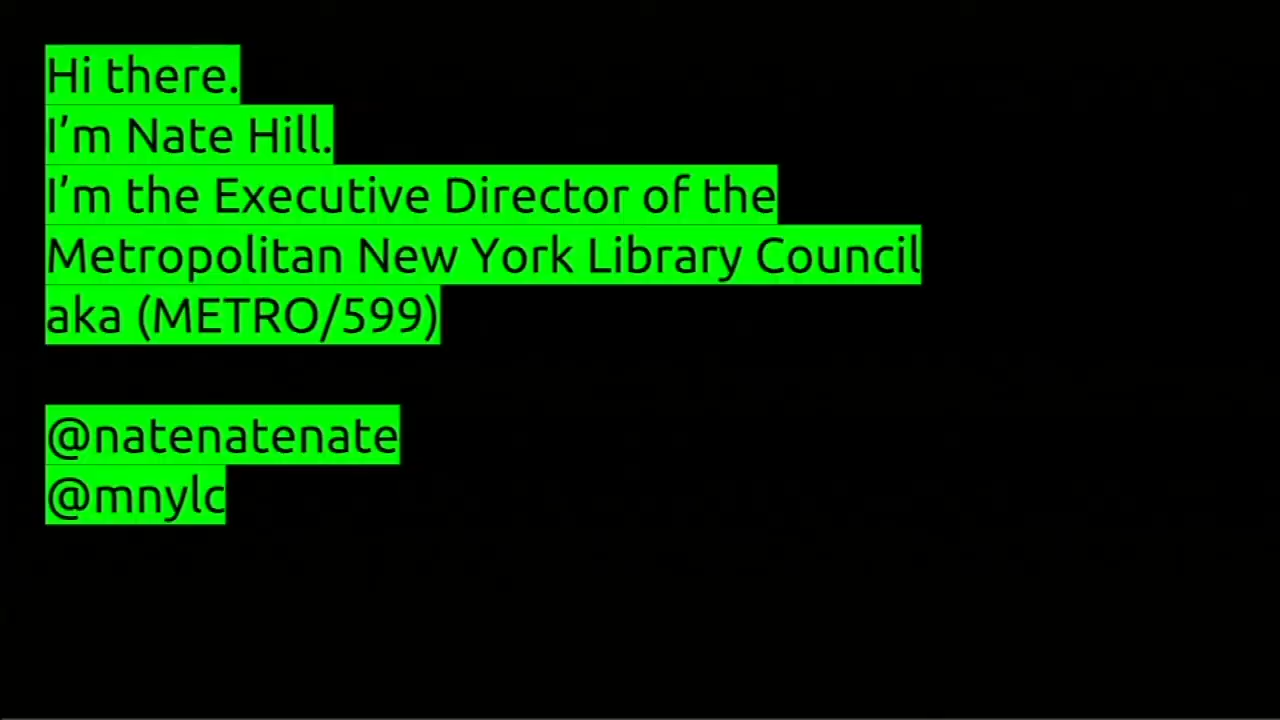 Hi there.
I’m Nate Hill.
I’m the Executive Director of the
Metropolitan New York Library Council
aka (METRO/599)
@natenatenate
@mnylc